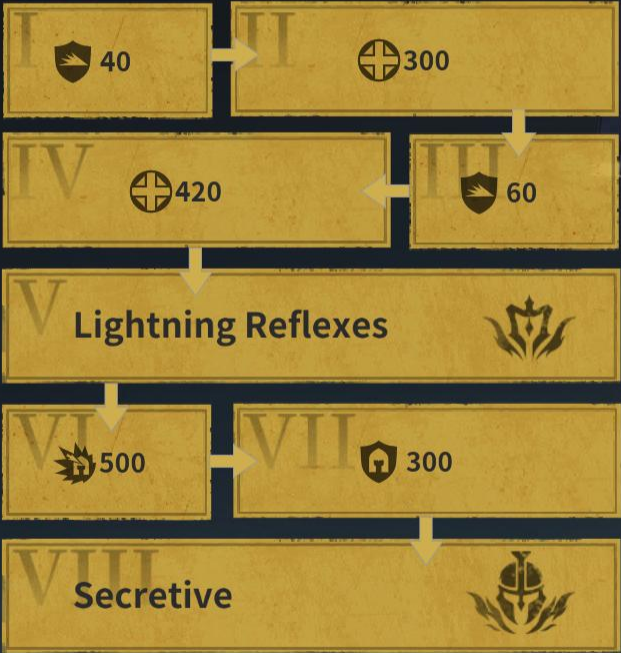 I 40
II 300
III 60
IV 420
V Lightning Reflexes
VI 500
VII 300
VIII Secretive